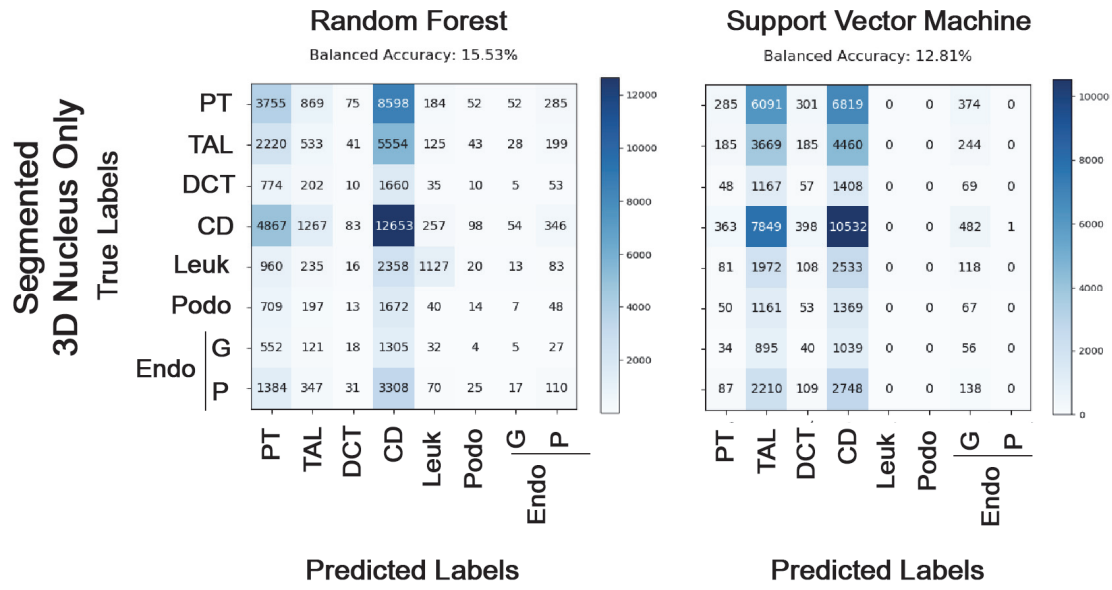 Random Forest
Balanced Accuracy: 15.53%
Support Vector Machine
Balanced Accuracy: 12.81%
Segmented
3D Nucleus Only
True Labels
PT 3755 869 75 8598 184 52 52 285
TAL 2220 533 41 5554 125 43 28 199
DCT 774 202 10 1660 35 10 5 53
CD 4867 1267 83 12653 257 98 54 346
Leuk 960 235 16 2358 1127 20 13 83
Podo 709 197 13 1672 40 14 7 48
Endo
G 552 121 18 1305 32 4 5 27
P 1384 347 31 3308 70 25 17 110
12000
10000
8000
6000
4000
2000
PT TAL DCT CD Leuk Podo G P
Endo
Predicted Labels
285 6091 301 6819 0 0 374 0
185 3669 185 4460 0 0 244 0
48 1167 57 1408 0 0 69 0
363 7849 398 10532 0 0 482 1
81 1972 108 2533 0 0 118 0
50 1161 53 1369 0 0 67 0
34 895 40 1039 0 0 56 0
87 2210 109 2748 0 0 138 0
10000
8000
6000
4000
2000
0
PT TAL DCT CD Leuk Podo G P
Endo
Predicted Labels